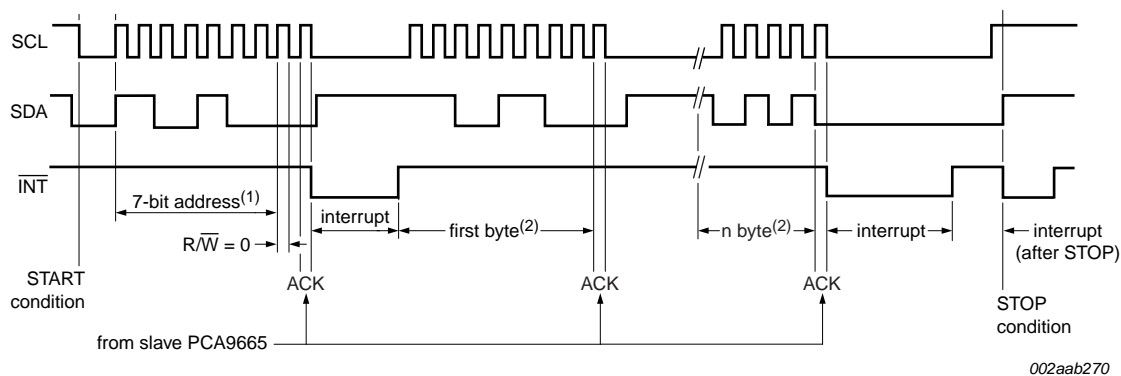 SCL
SDA
INT
7-bit address(1)
R/W = 0
interrupt
first byte(2)
n byte(2)
interrupt
interrupt
(after STOP)
START
condition
ACK
ACK
ACK
STOP
condition
from slave PCA9665
002aab270